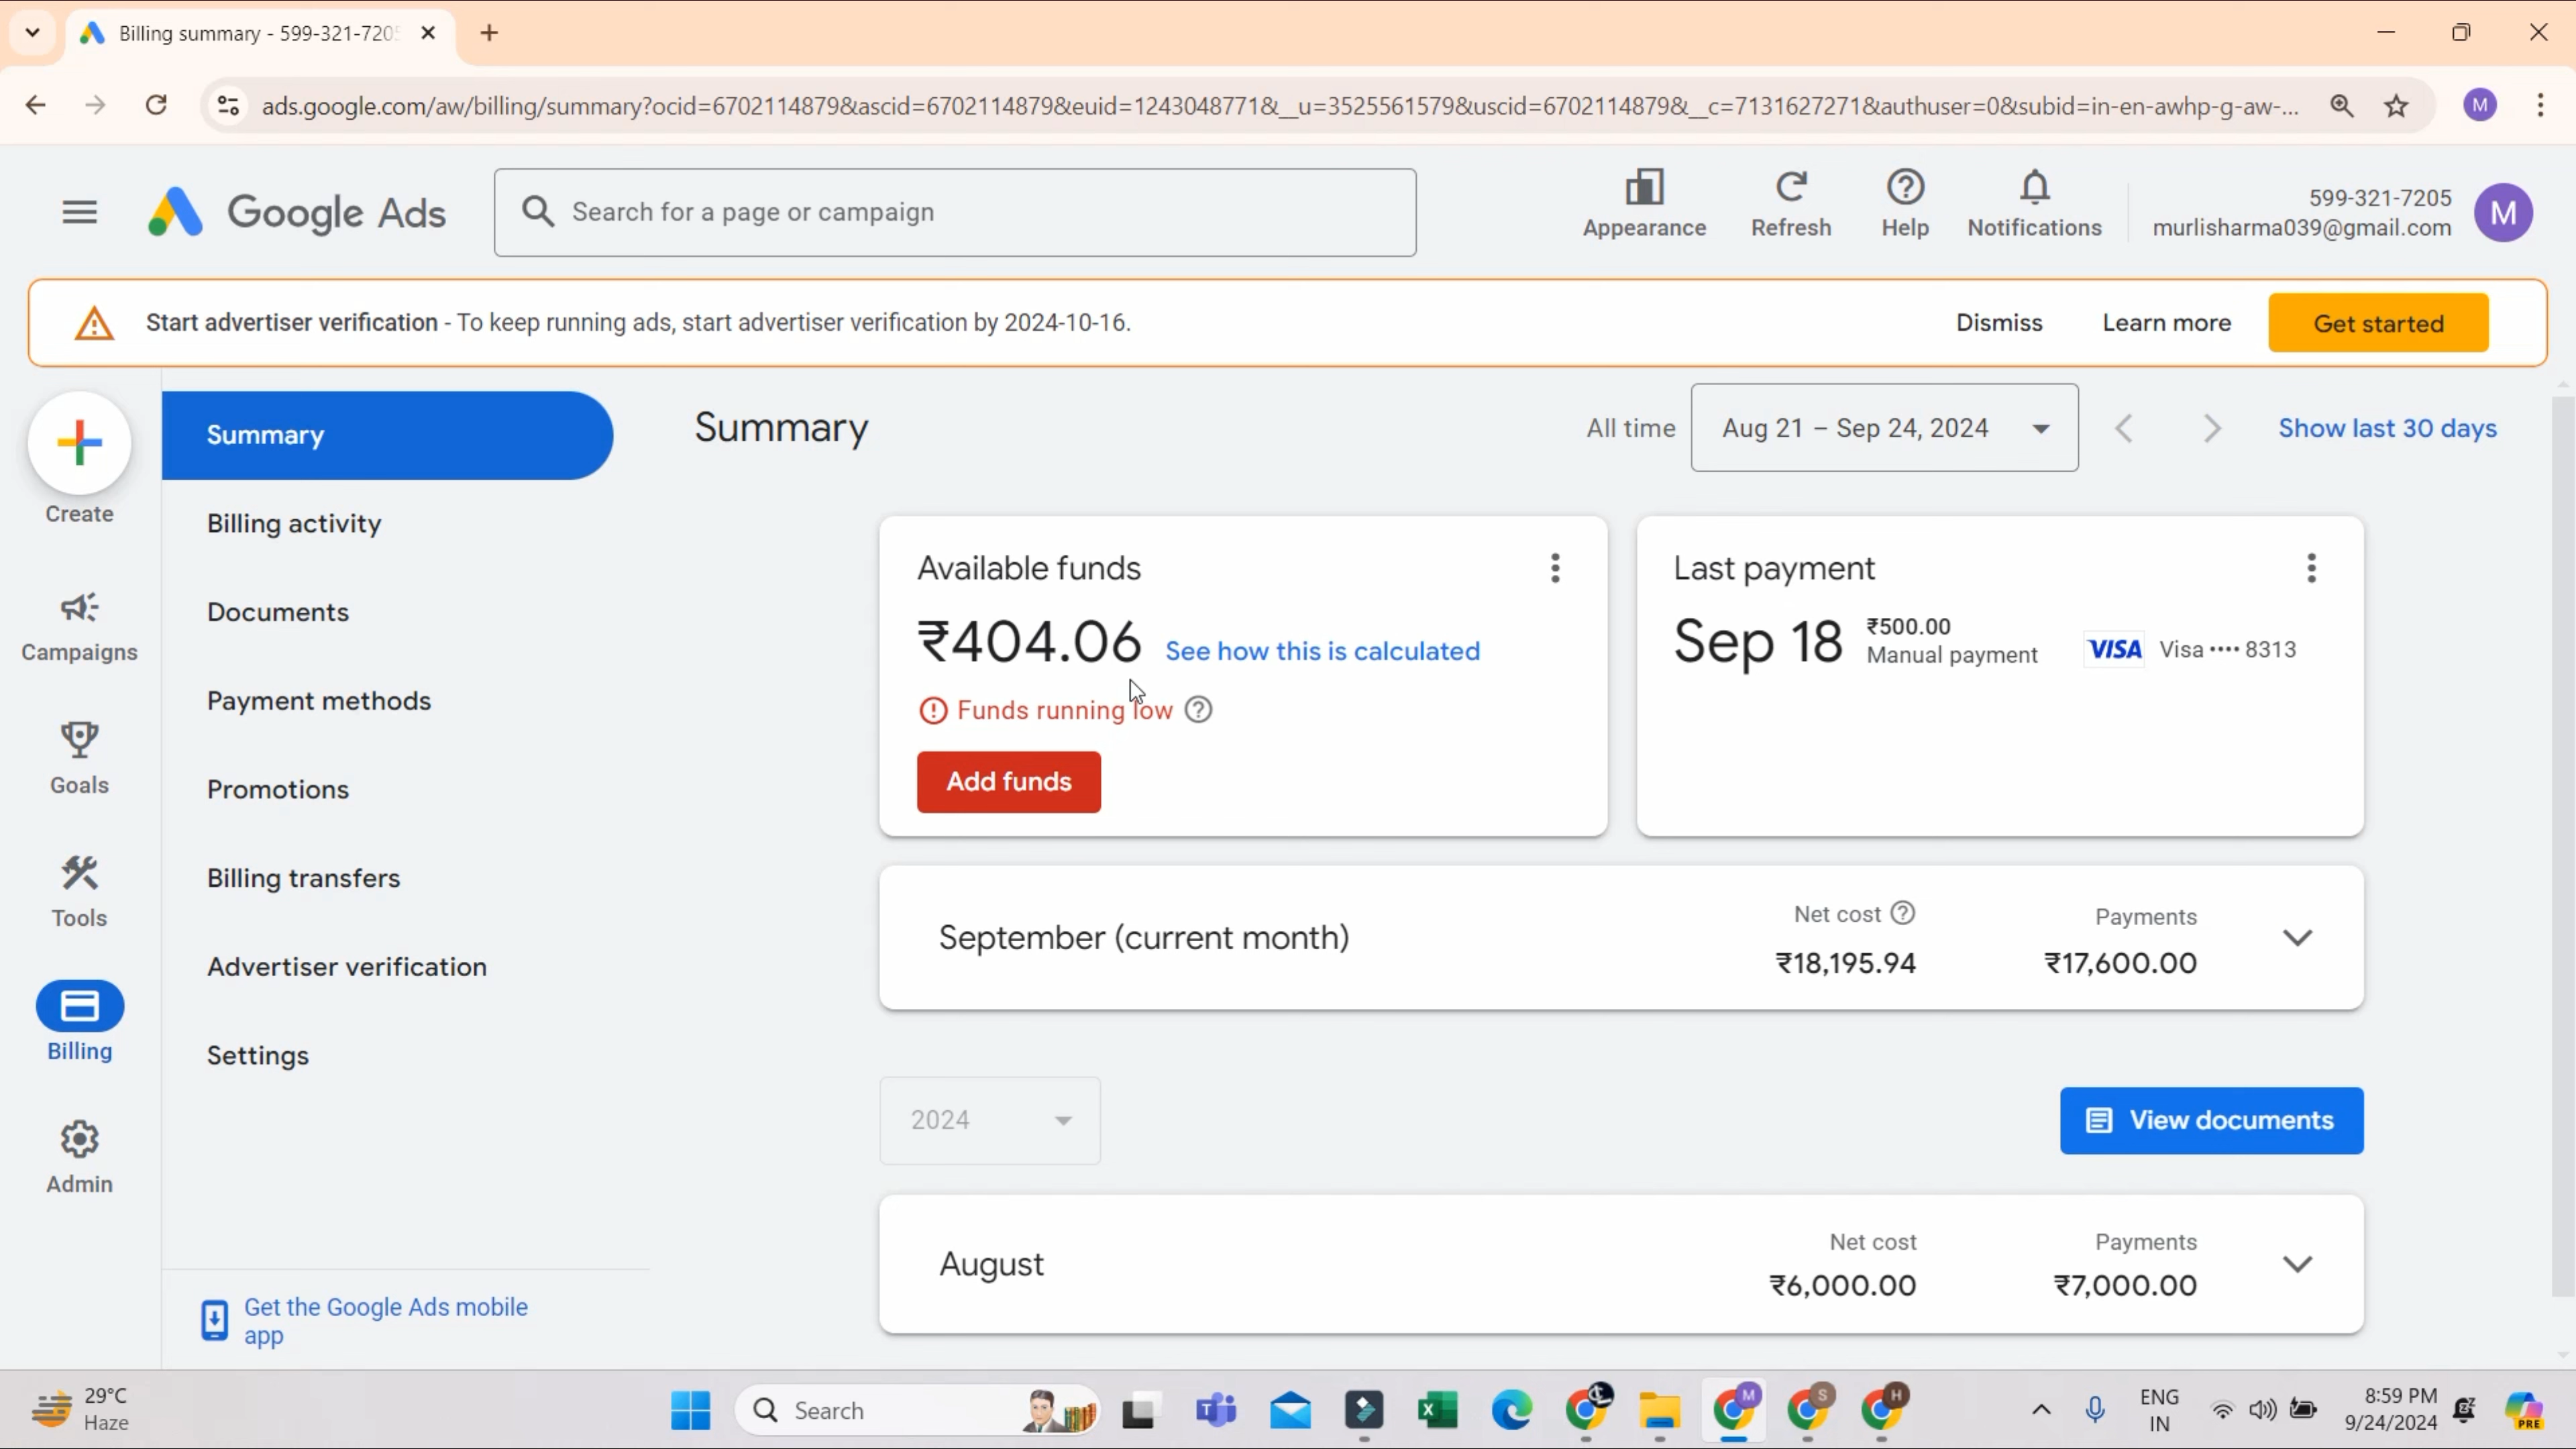 Billing summary - 599-321-7205
ads.google.com/aw/billing/summary?ocid=6702114879&ascid=6702114879&euid=1243048771&__u=3525561579&uscid=6702114879&__c=7131627271&authuser=0&subid=in-en-awhp-g-aw-...
M
Google Ads
Search for a page or campaign
Appearance
Refresh
Help
Notifications
599-321-7205
murlisharma039@gmail.com
M
Start advertiser verification - To keep running ads, start advertiser verification by 2024-10-16.
Dismiss
Learn more
Get started
Create
Campaigns
Goals
Tools
Billing
Admin
Summary
Billing activity
Documents
Payment methods
Promotions
Billing transfers
Advertiser verification
Settings
Get the Google Ads mobile
app
Summary
All time
Aug 21 – Sep 24, 2024
Show last 30 days
Available funds
₹404.06 See how this is calculated
Funds running low
Add funds
Last payment
Sep 18
₹500.00
Manual payment
VISA Visa •••• 8313
September (current month)
Net cost
₹18,195.94
Payments
₹17,600.00
2024
View documents
August
Net cost
₹6,000.00
Payments
₹7,000.00
29°C
Haze
Search
M
S
H
ENG
IN
8:59 PM
9/24/2024
PRE